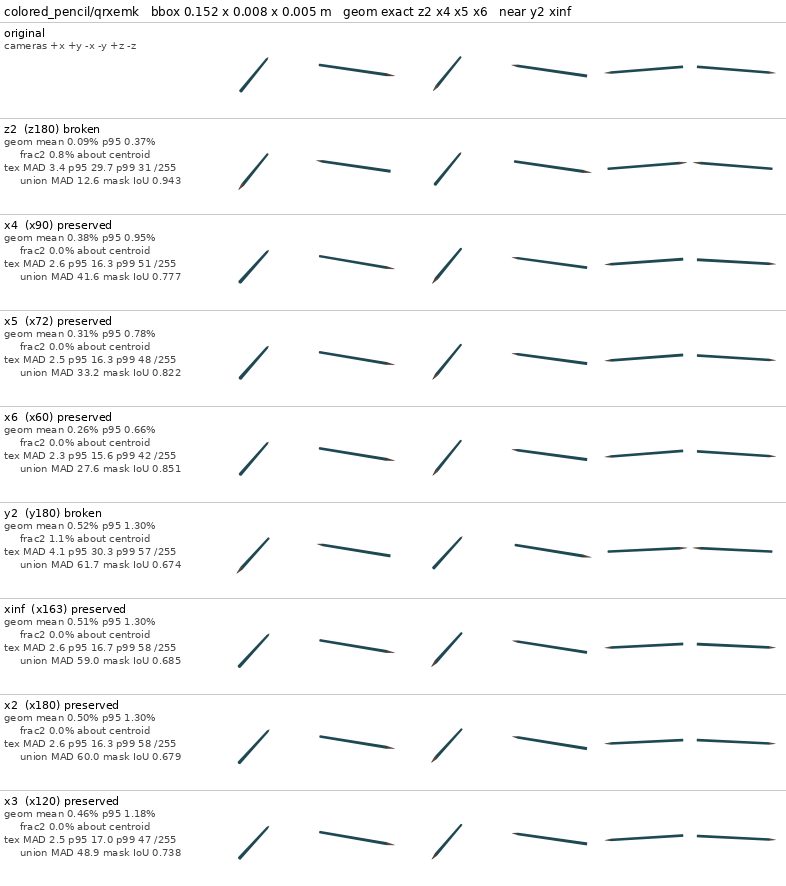 colored_pencil/qrxemk bbox 0.152 x 0.008 x 0.005 m geom exact z2 x4 x5 x6 near y2 xinf
original
cameras +x +y -x -y +z -z
z2 (z180) broken
geom mean 0.09% p95 0.37%
frac2 0.8% about centroid
tex MAD 3.4 p95 29.7 p99 31 /255
union MAD 12.6 mask IoU 0.943
x4 (x90) preserved
geom mean 0.38% p95 0.95%
frac2 0.0% about centroid
tex MAD 2.6 p95 16.3 p99 51 /255
union MAD 41.6 mask IoU 0.777
x5 (x72) preserved
geom mean 0.31% p95 0.78%
frac2 0.0% about centroid
tex MAD 2.5 p95 16.3 p99 48 /255
union MAD 33.2 mask IoU 0.822
x6 (x60) preserved
geom mean 0.26% p95 0.66%
frac2 0.0% about centroid
tex MAD 2.3 p95 15.6 p99 42 /255
union MAD 27.6 mask IoU 0.851
y2 (y180) broken
geom mean 0.52% p95 1.30%
frac2 1.1% about centroid
tex MAD 4.1 p95 30.3 p99 57 /255
union MAD 61.7 mask IoU 0.674
xinf (x163) preserved
geom mean 0.51% p95 1.30%
frac2 0.0% about centroid
tex MAD 2.6 p95 16.7 p99 58 /255
union MAD 59.0 mask IoU 0.685
x2 (x180) preserved
geom mean 0.50% p95 1.30%
frac2 0.0% about centroid
tex MAD 2.6 p95 16.3 p99 58 /255
union MAD 60.0 mask IoU 0.679
x3 (x120) preserved
geom mean 0.46% p95 1.18%
frac2 0.0% about centroid
tex MAD 2.5 p95 17.0 p99 47 /255
union MAD 48.9 mask IoU 0.738